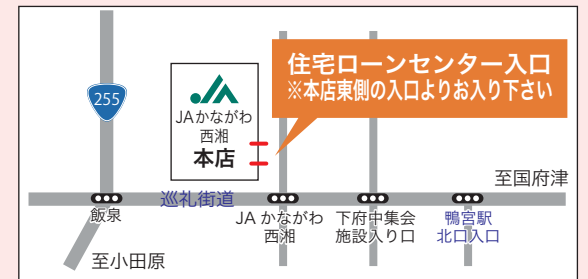 住宅ローンセンター入口
※本店東側の入口よりお入り下さい
255
JAかながわ
西湘
本店
至国府津
巡礼街道
飯泉
JA かながわ
西湘
下府中集会
施設入り口
鴨宮駅
北口入口
至小田原